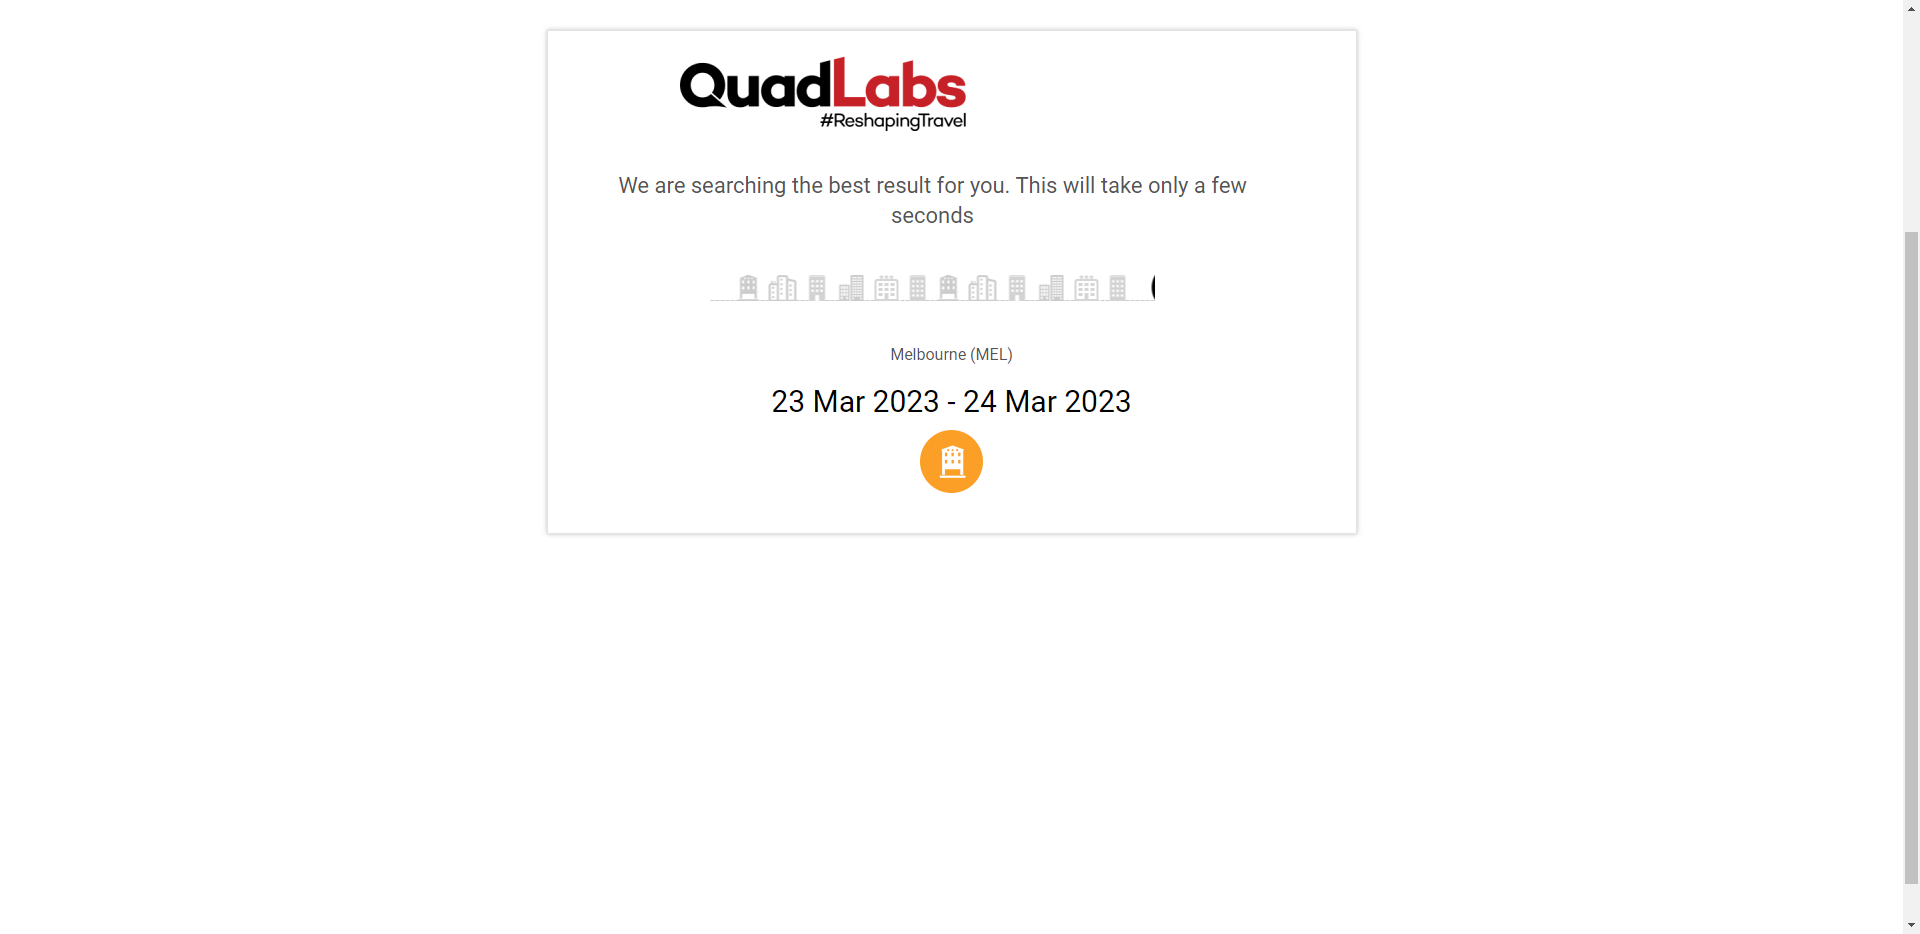 QuadLabs
#ReshapingTravel
We are searching the best result for you. This will take only a few
seconds
Melbourne (MEL)
23 Mar 2023 - 24 Mar 2023